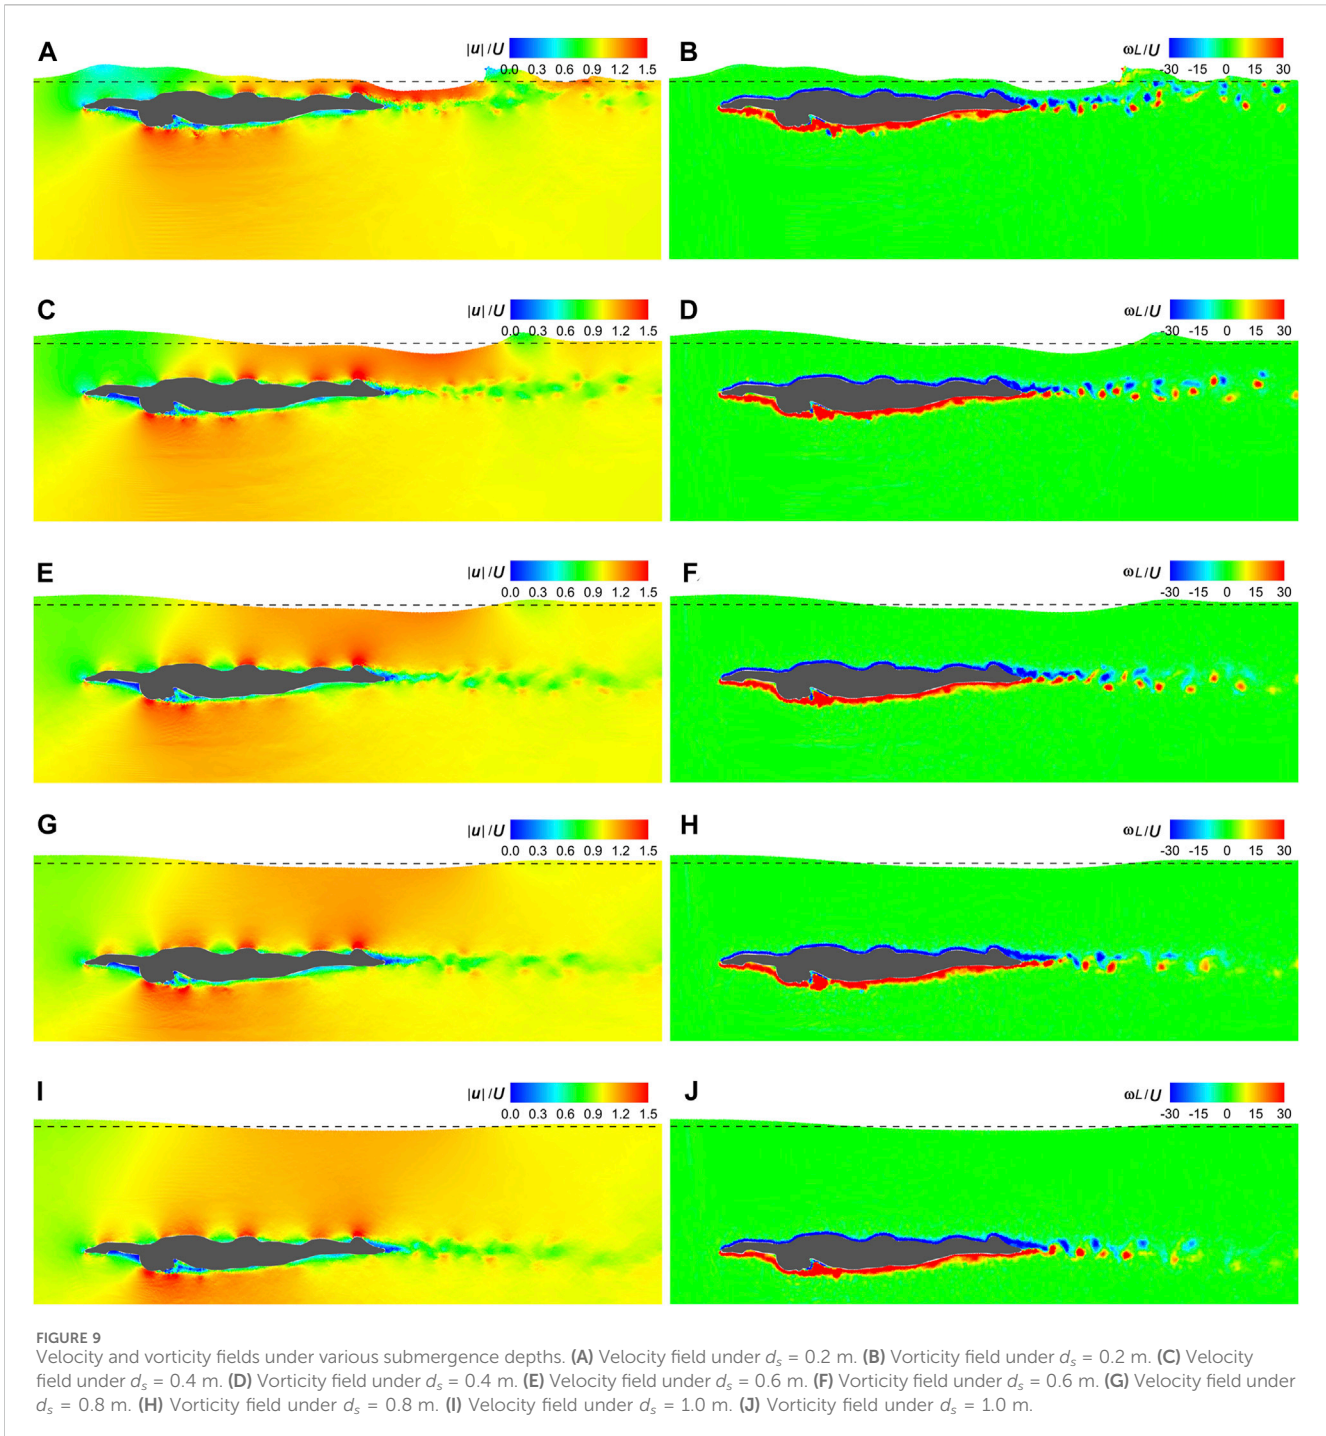 A
|u|/U
0.0 0.3 0.6 0.9 1.2 1.5
B
ωL/U
-30 -15 0 15 30
C
|u|/U
0.0 0.3 0.6 0.9 1.2 1.5
D
ωL/U
-30 -15 0 15 30
E
|u|/U
0.0 0.3 0.6 0.9 1.2 1.5
F
ωL/U
-30 -15 0 15 30
G
|u|/U
0.0 0.3 0.6 0.9 1.2 1.5
H
ωL/U
-30 -15 0 15 30
I
|u|/U
0.0 0.3 0.6 0.9 1.2 1.5
J
ωL/U
-30 -15 0 15 30
FIGURE 9
Velocity and vorticity fields under various submergence depths. (A) Velocity field under ds = 0.2 m. (B) Vorticity field under ds = 0.2 m. (C) Velocity
field under ds = 0.4 m. (D) Vorticity field under ds = 0.4 m. (E) Velocity field under ds = 0.6 m. (F) Vorticity field under ds = 0.6 m. (G) Velocity field under
ds = 0.8 m. (H) Vorticity field under ds = 0.8 m. (I) Velocity field under ds = 1.0 m. (J) Vorticity field under ds = 1.0 m.